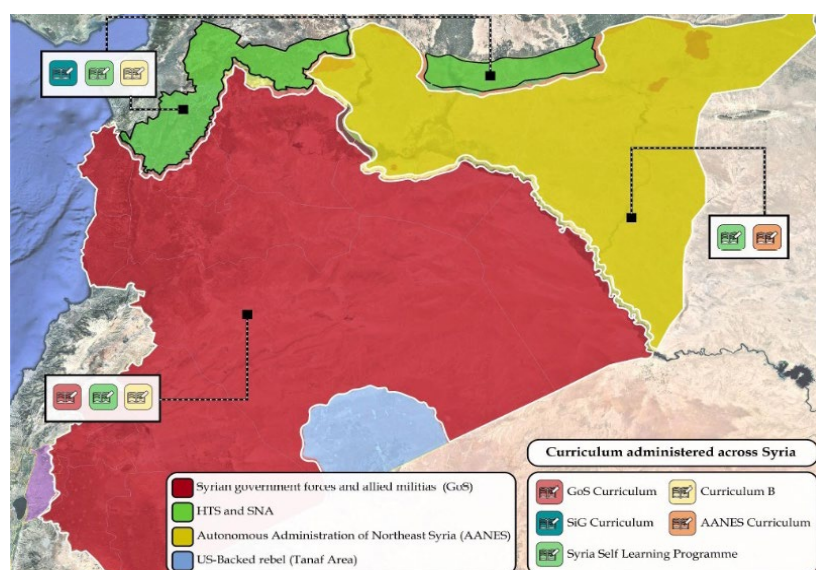 Syrian government forces and allied militias (GoS)
HTS and SNA
Autonomous Administration of Northeast Syria (AANES)
US-Backed rebel (Tanaf Area)
Curriculum administered across Syria
GoS Curriculum
Curriculum B
SiG Curriculum
AANES Curriculum
Syria Self Learning Programme